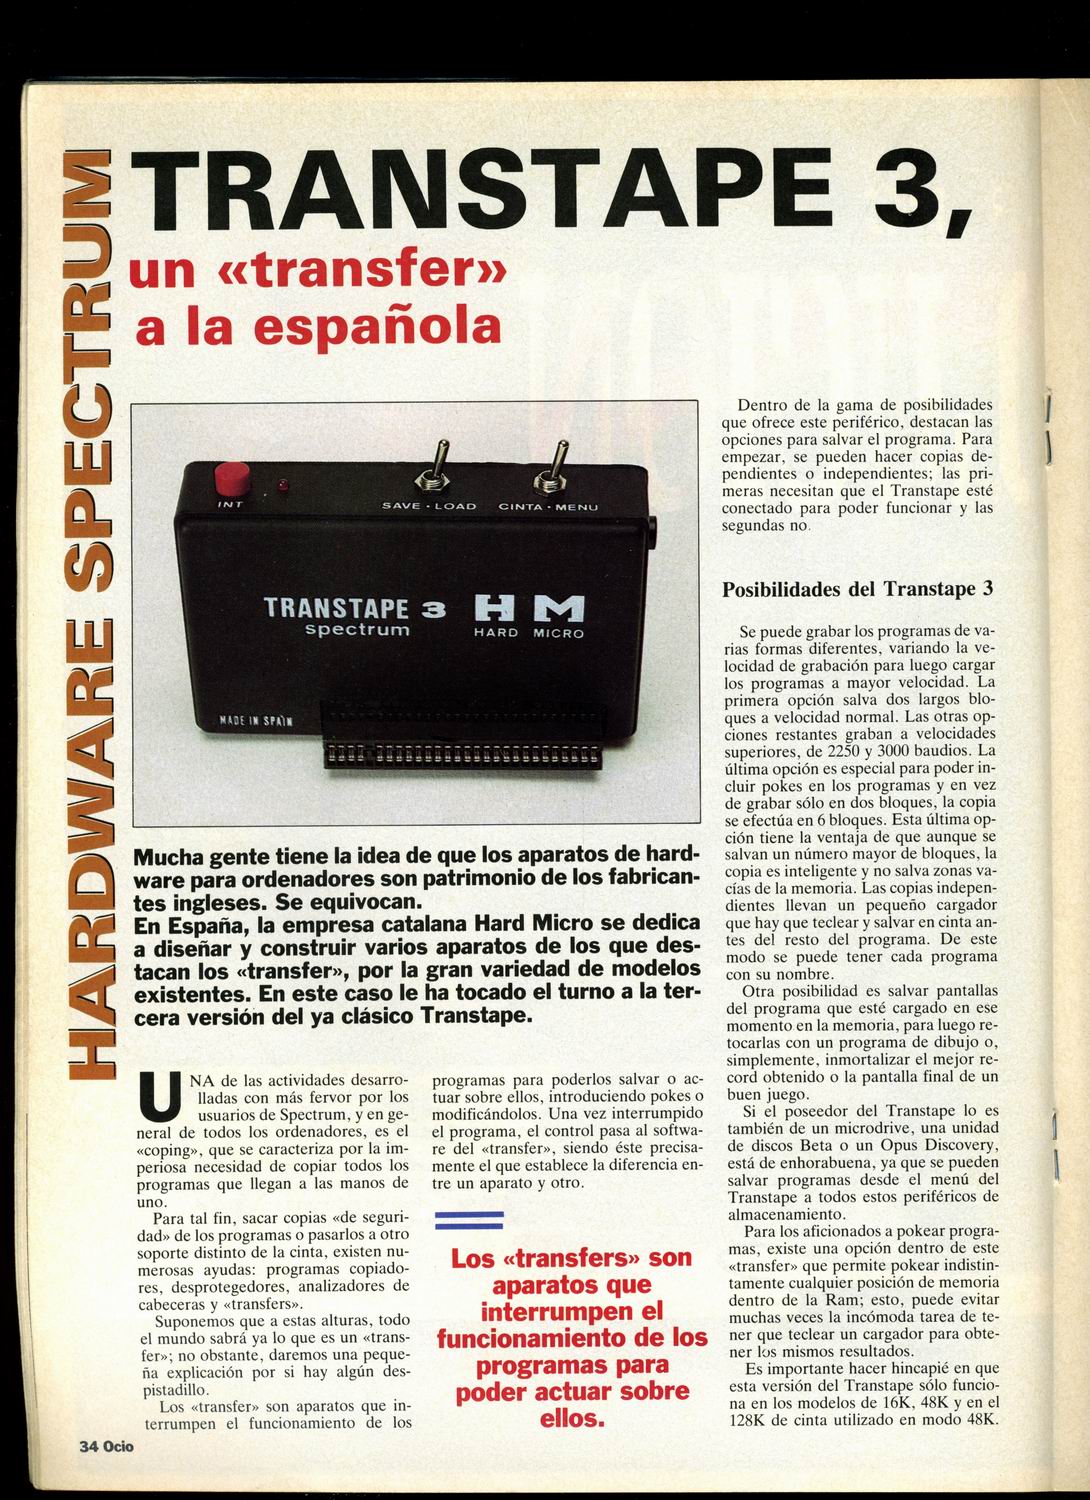 HARDWARE SPECTRUM
TRANSTAPE 3,
un «transfer»
a la española
INT
SAVE · LOAD
CINTA · MENU
TRANSTAPE 3
spectrum
HM
HARD MICRO
MADE IN SPAIN
Mucha gente tiene la idea de que los aparatos de hard-
ware para ordenadores son patrimonio de los fabrican-
tes ingleses. Se equivocan.
En España, la empresa catalana Hard Micro se dedica
a diseñar y construir varios aparatos de los que des-
tacan los «transfer», por la gran variedad de modelos
existentes. En este caso le ha tocado el turno a la ter-
cera versión del ya clásico Transtape.
UNA de las actividades desarro-
lladas con más fervor por los
usuarios de Spectrum, y en ge-
neral de todos los ordenadores, es el
«coping», que se caracteriza por la im-
periosa necesidad de copiar todos los
programas que llegan a las manos de
uno.
Para tal fin, sacar copias «de seguri-
dad» de los programas o pasarlos a otro
soporte distinto de la cinta, existen nu-
merosas ayudas: programas copiado-
res, desprotegedores, analizadores de
cabeceras y «transfers».
Suponemos que a estas alturas, todo
el mundo sabrá ya lo que es un «trans-
fer»; no obstante, daremos una peque-
ña explicación por si hay algún des-
pistadillo.
Los «transfer» son aparatos que in-
terrumpen el funcionamiento de los
programas para poderlos salvar o ac-
tuar sobre ellos, introduciendo pokes o
modificándolos. Una vez interrumpido
el programa, el control pasa al softwa-
re del «transfer», siendo éste precisa-
mente el que establece la diferencia en-
tre un aparato y otro.
Los «transfers» son
aparatos que
interrumpen el
funcionamiento de los
programas para
poder actuar sobre
ellos.
Dentro de la gama de posibilidades
que ofrece este periférico, destacan las
opciones para salvar el programa. Para
empezar, se pueden hacer copias de-
pendientes o independientes; las pri-
meras necesitan que el Transtape esté
conectado para poder funcionar y las
segundas no.
Posibilidades del Transtape 3
Se puede grabar los programas de va-
rias formas diferentes, variando la ve-
locidad de grabación para luego cargar
los programas a mayor velocidad. La
primera opción salva dos largos blo-
ques a velocidad normal. Las otras op-
ciones restantes graban a velocidades
superiores, de 2250 y 3000 baudios. La
última opción es especial para poder in-
cluir pokes en los programas y en vez
de grabar sólo en dos bloques, la copia
se efectúa en 6 bloques. Esta última op-
ción tiene la ventaja de que aunque se
salvan un número mayor de bloques, la
copia es inteligente y no salva zonas va-
cías de la memoria. Las copias indepen-
dientes llevan un pequeño cargador
que hay que teclear y salvar en cinta an-
tes del resto del programa. De este
modo se puede tener cada programa
con su nombre.
Otra posibilidad es salvar pantallas
del programa que esté cargado en ese
momento en la memoria, para luego re-
tocarlas con un programa de dibujo o,
simplemente, inmortalizar el mejor re-
cord obtenido o la pantalla final de un
buen juego.
Si el poseedor del Transtape lo es
también de un microdrive, una unidad
de discos Beta o un Opus Discovery,
está de enhorabuena, ya que se pueden
salvar programas desde el menú del
Transtape a todos estos periféricos de
almacenamiento.
Para los aficionados a pokear progra-
mas, existe una opción dentro de este
«transfer» que permite pokear indistin-
tamente cualquier posición de memoria
dentro de la Ram; esto, puede evitar
muchas veces la incómoda tarea de te-
ner que teclear un cargador para obte-
ner los mismos resultados.
Es importante hacer hincapié en que
esta versión del Transtape sólo funcio-
na en los modelos de 16K, 48K y en el
128K de cinta utilizado en modo 48K.
34 Ocio